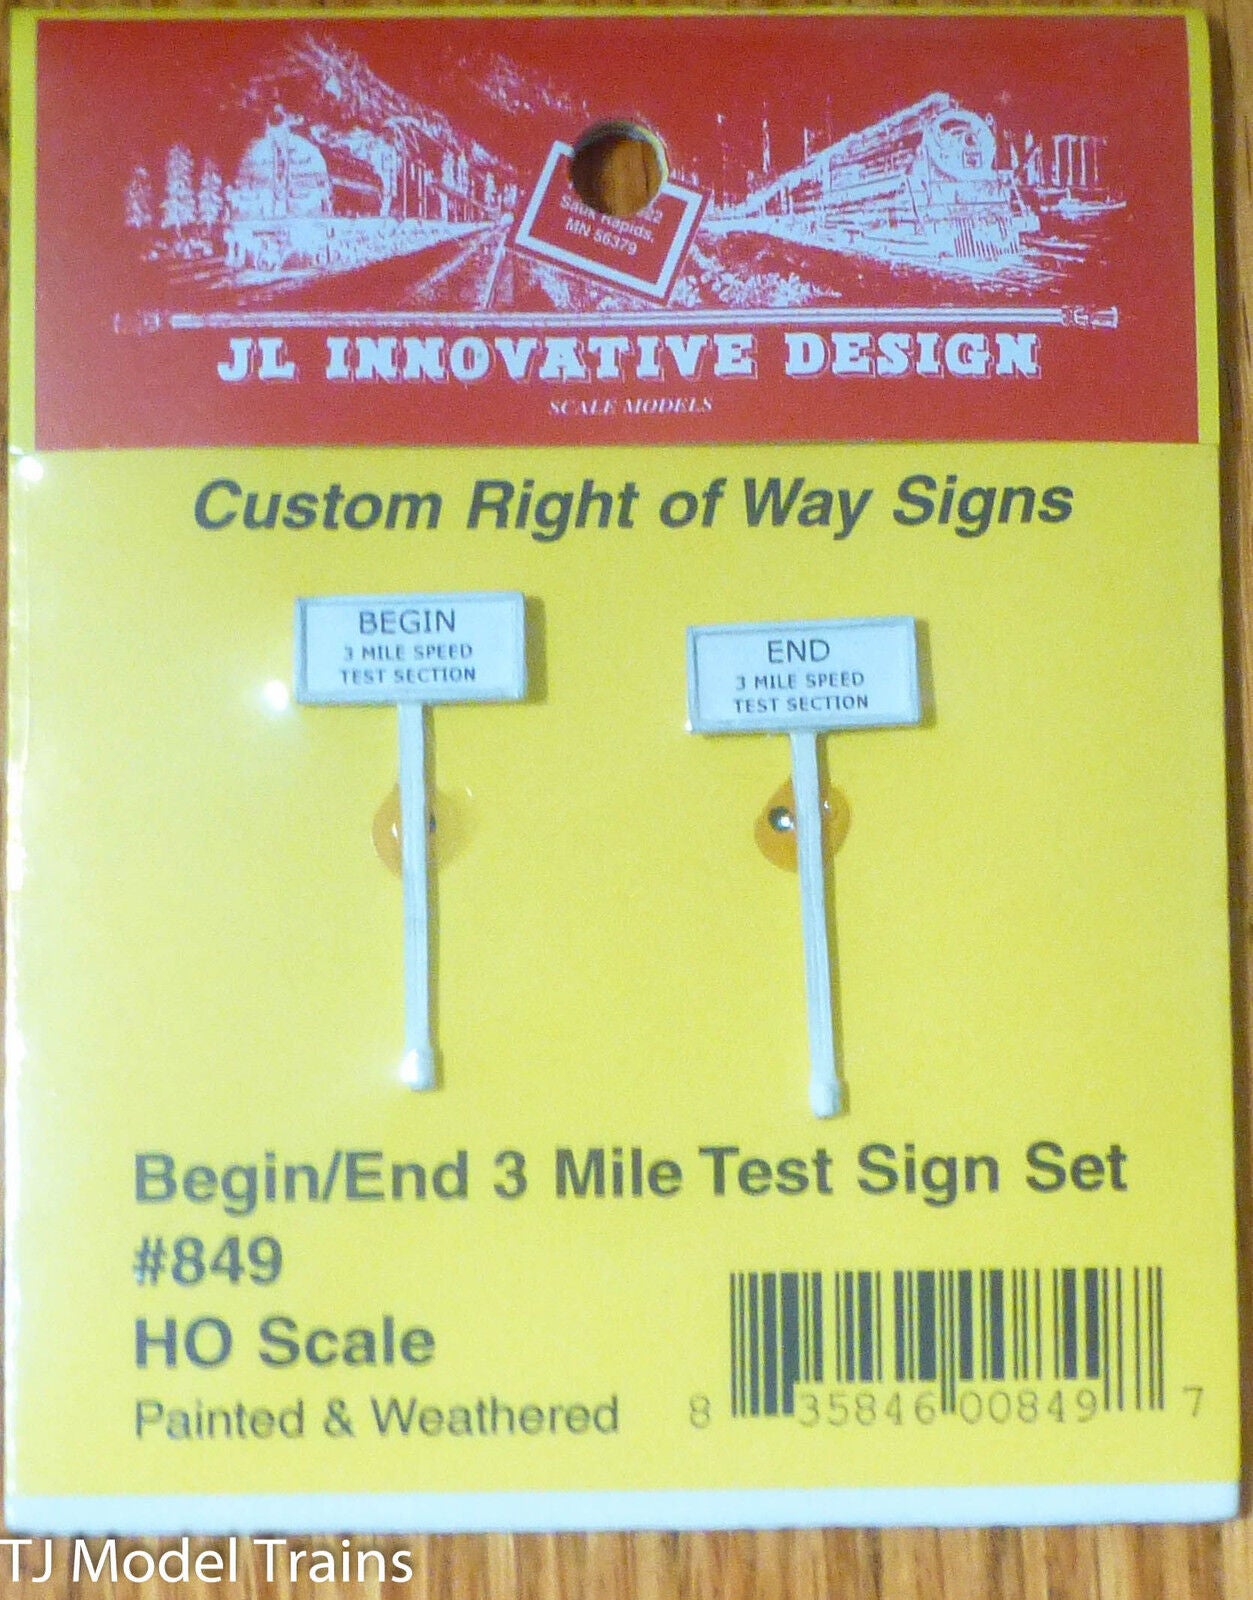 Sauk Rapids,
MN 56379
JL INNOVATIVE DESIGN
SCALE MODELS
Custom Right of Way Signs
BEGIN
3 MILE SPEED
TEST SECTION
END
3 MILE SPEED
TEST SECTION
Begin/End 3 Mile Test Sign Set
#849
HO Scale
Painted & Weathered
8 35846 00849 7
TJ Model Trains